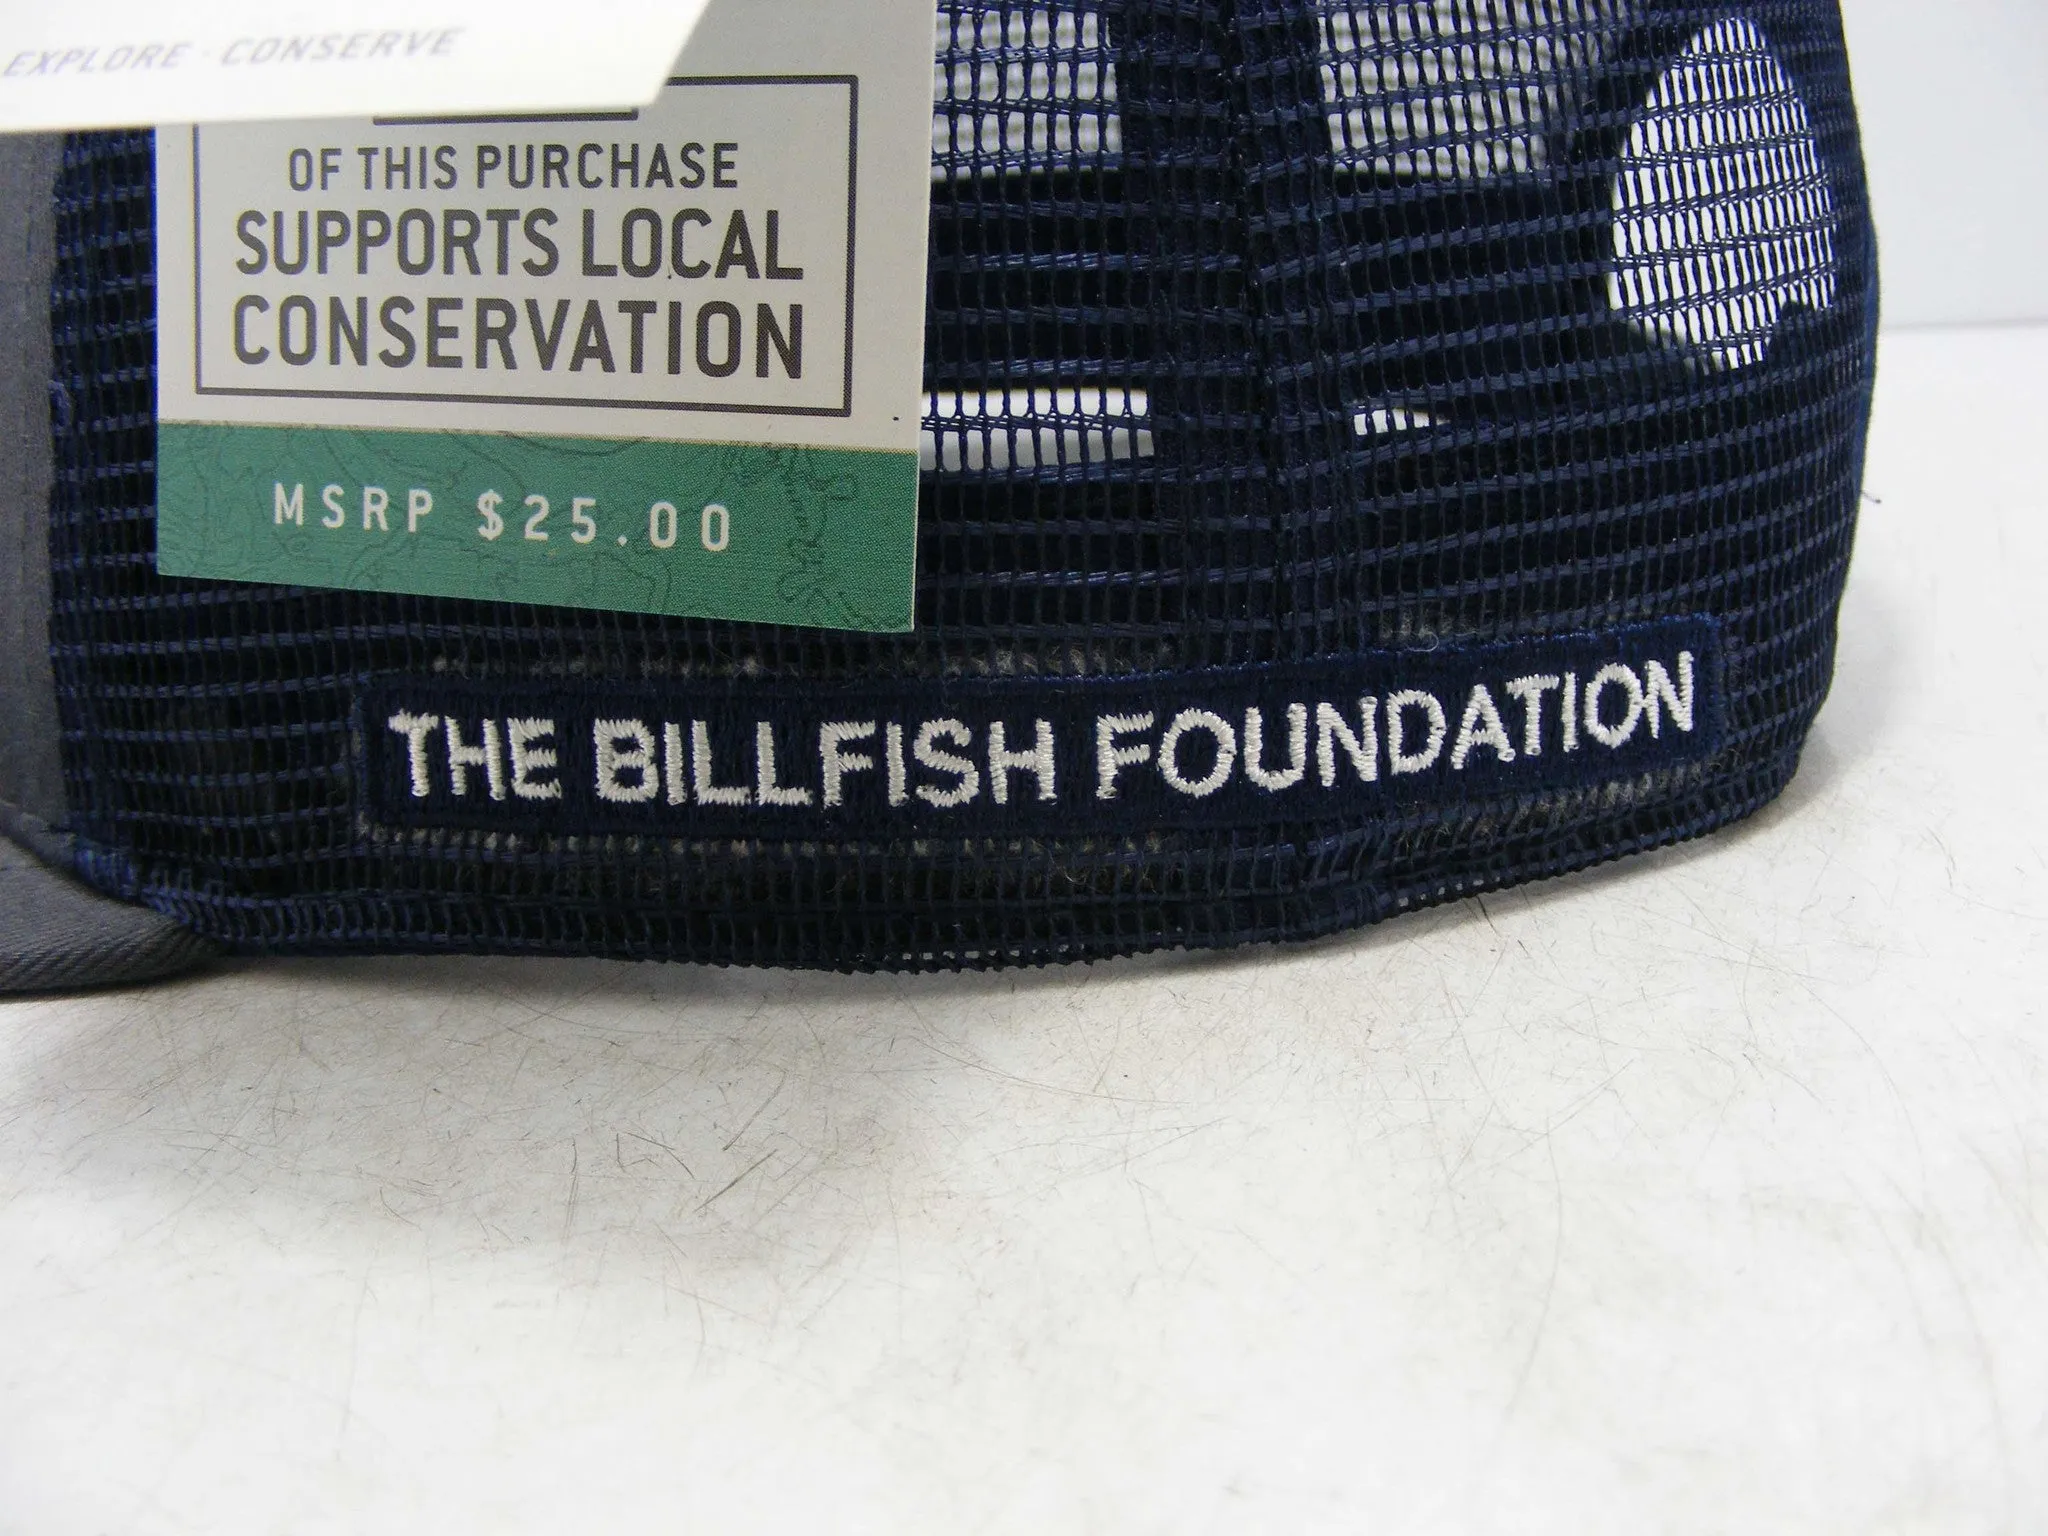 EXPLORE · CONSERVE
OF THIS PURCHASE
SUPPORTS LOCAL
CONSERVATION
MSRP $25.00
THE BILLFISH FOUNDATION